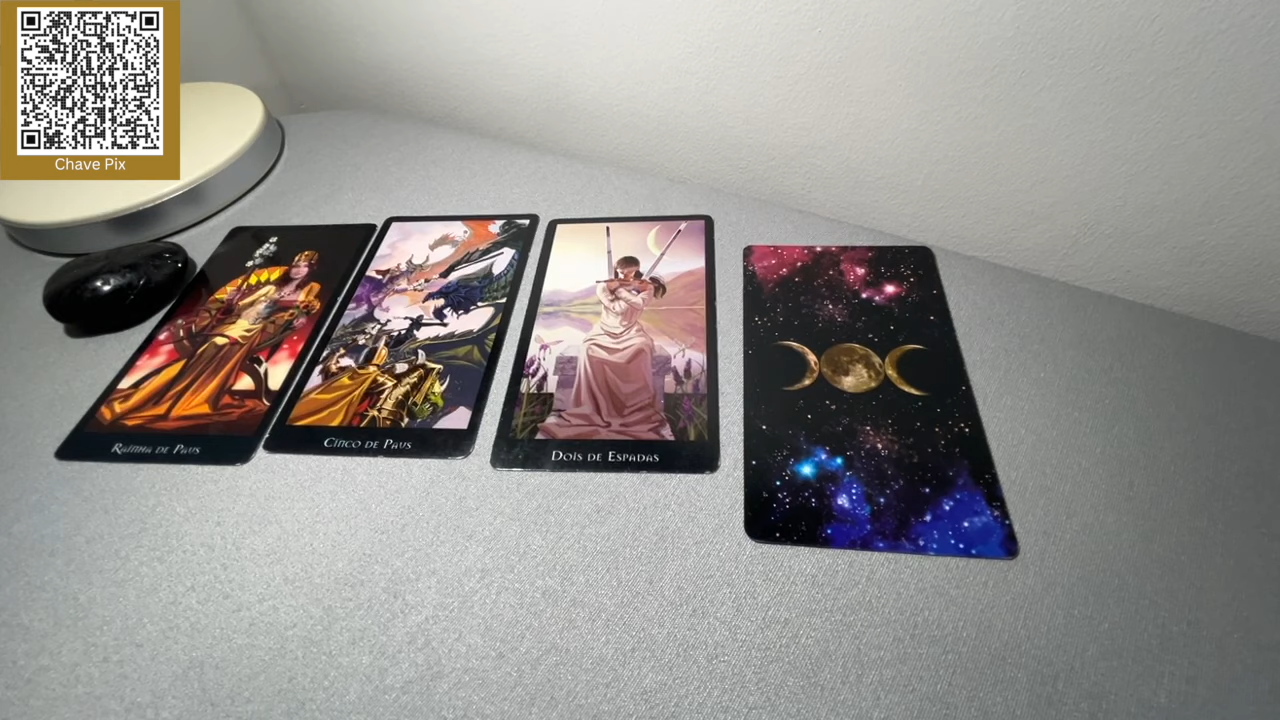 Chave Pix
Rainha de Paus
Cinco de Paus
Dois de Espadas